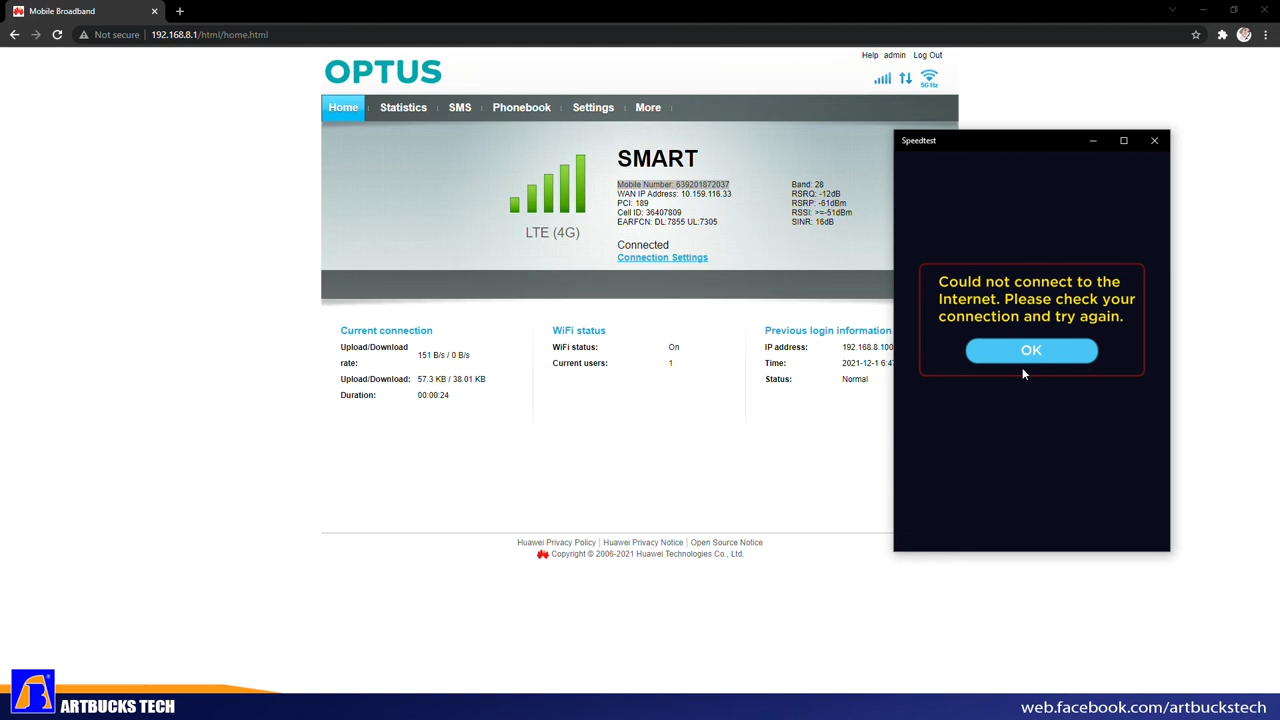 Mobile Broadband
Not secure
192.168.8.1/html/home.html
Help admin Log Out
OPTUS
5G Hz
Home Statistics SMS Phonebook Settings More
SMART
Mobile Number: 639201872037
WAN IP Address: 10.159.116.33
PCI: 189
Cell ID: 36407809
EARFCN: DL:7855 UL:7305
Band: 28
RSRQ: -12dB
RSRP: -61dBm
RSSI: >=-51dBm
SINR: 16dB
LTE (4G)
Connected
Connection Settings
Current connection
Upload/Download rate: 151 B/s / 0 B/s
Upload/Download: 57.3 KB / 38.01 KB
Duration: 00:00:24
WiFi status
WiFi status: On
Current users: 1
Previous login information
IP address: 192.168.8.100
Time: 2021-12-1 6:4
Status: Normal
Huawei Privacy Policy | Huawei Privacy Notice | Open Source Notice
Copyright © 2006-2021 Huawei Technologies Co., Ltd.
Speedtest
Could not connect to the
Internet. Please check your
connection and try again.
OK
ARTBUCKS TECH
web.facebook.com/artbuckstech